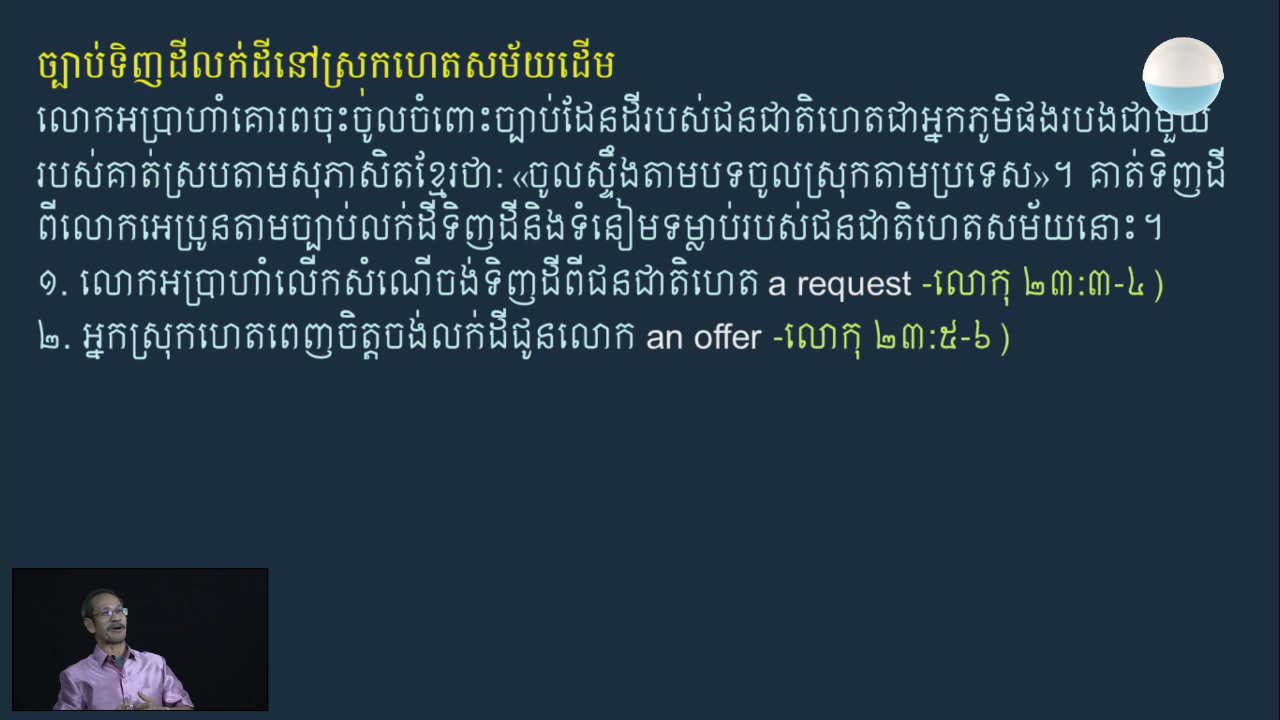 ច្បាប់ទិញដីលក់ដីនៅស្រុកហេតសម័យដើម
លោកអប្រាហាំគោរពចុះចូលចំពោះច្បាប់ដែនដីរបស់ជនជាតិហេតជាអ្នកភូមិផងរបងជាមួយ
របស់គាត់ស្របតាមសុភាសិតខ្មែរថា: «ចូលស្ទឹងតាមបទចូលស្រុកតាមប្រទេស»។ គាត់ទិញដី
ពីលោកអេប្រូនតាមច្បាប់លក់ដីទិញដីនិងទំនៀមទម្លាប់របស់ជនជាតិហេតសម័យនោះ។
១. លោកអប្រាហាំលើកសំណើចង់ទិញដីពីជនជាតិហេត a request -លោកុ ២៣:៣-៤ )
២. អ្នកស្រុកហេតពេញចិត្តចង់លក់ដីជូនលោក an offer -លោកុ ២៣:៥-៦ )